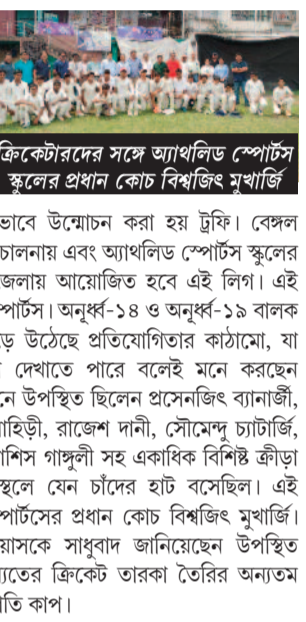 ক্রিকেটারদের সঙ্গে অ্যাথলিড স্পোর্টস
স্কুলের প্রধান কোচ বিশ্বজিৎ মুখার্জি
ভাবে উন্মোচন করা হয় ট্রফি। বেঙ্গল
চালনায় এবং অ্যাথলিড স্পোর্টস স্কুলের
জলায় আয়োজিত হবে এই লিগ। এই
স্পোর্টস। অনূর্ধ্ব-১৪ ও অনূর্ধ্ব-১৯ বালক
ড়ে উঠেছে প্রতিযোগিতার কাঠামো, যা
দেখাতে পারে বলেই মনে করছেন
নে উপস্থিত ছিলেন প্রসেনজিৎ ব্যানার্জী,
াহিড়ী, রাজেশ দানী, সৌমেন্দু চ্যাটার্জি,
শিস গাঙ্গুলী সহ একাধিক বিশিষ্ট ক্রীড়া
স্থলে যেন চাঁদের হাট বসেছিল। এই
পার্টসের প্রধান কোচ বিশ্বজিৎ মুখার্জি।
য়াসকে সাধুবাদ জানিয়েছেন উপস্থিত
্যতের ক্রিকেট তারকা তৈরির অন্যতম
তি কাপ।